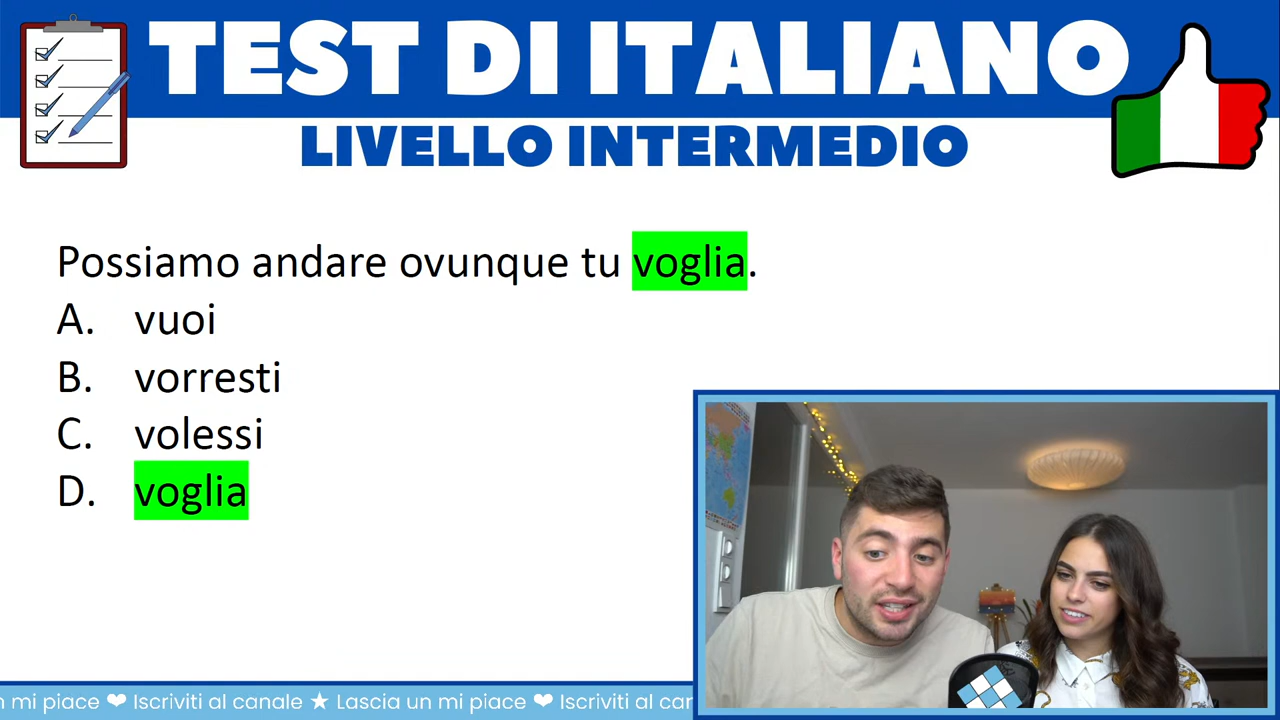 TEST DI ITALIANO
LIVELLO INTERMEDIO
Possiamo andare ovunque tu voglia.
A. vuoi
B. vorresti
C. volessi
D. voglia
mi piace ❤ Iscriviti al canale ★ Lascia un mi piace ❤ Iscriviti al